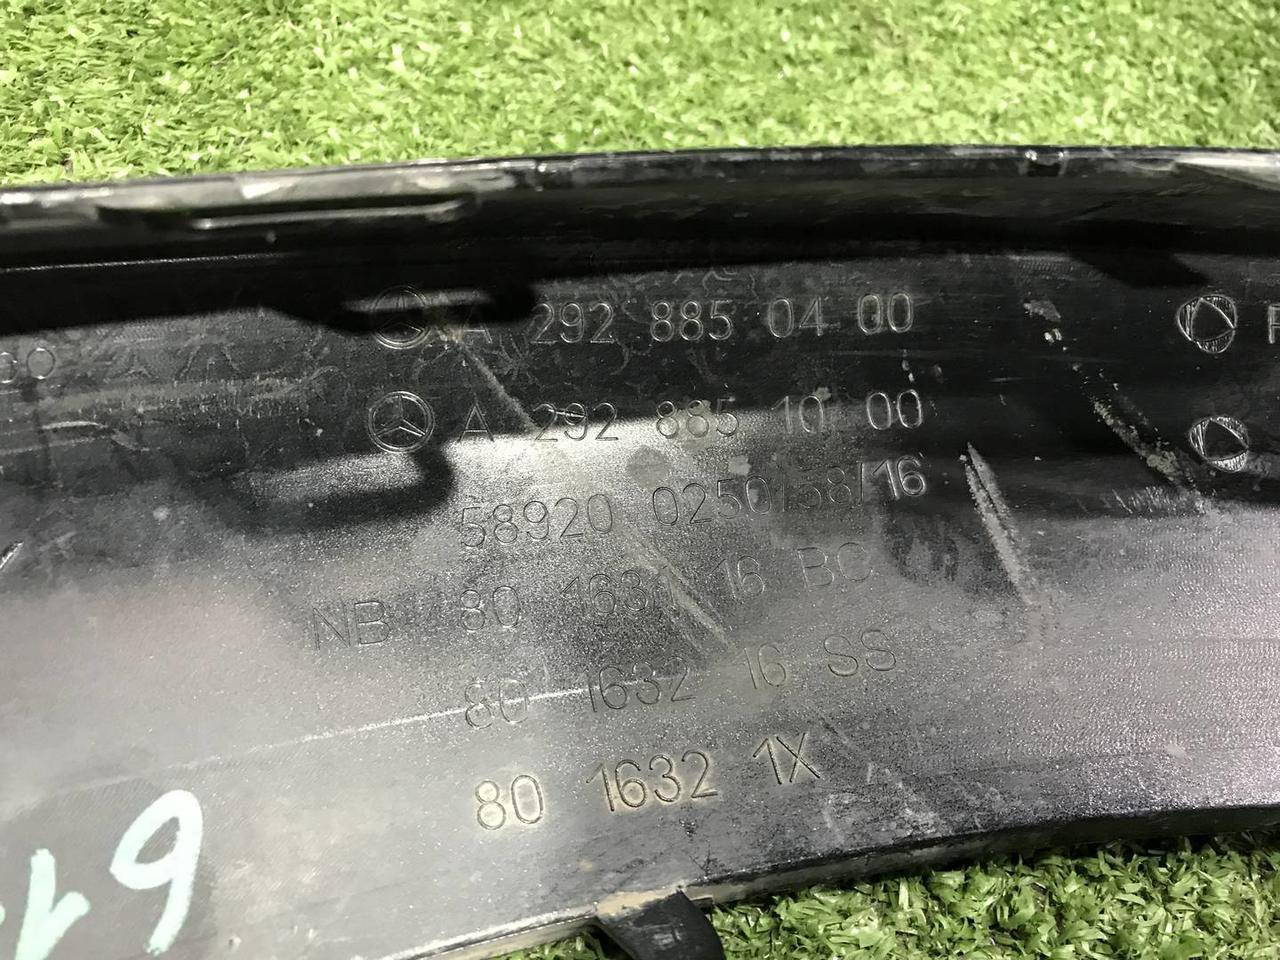 A 292 885 04 00
A 292 885 10 00
58920 0250/58/16
NB 80 1631 16 BC
80 1632 16 SS
80 1632 1X
61